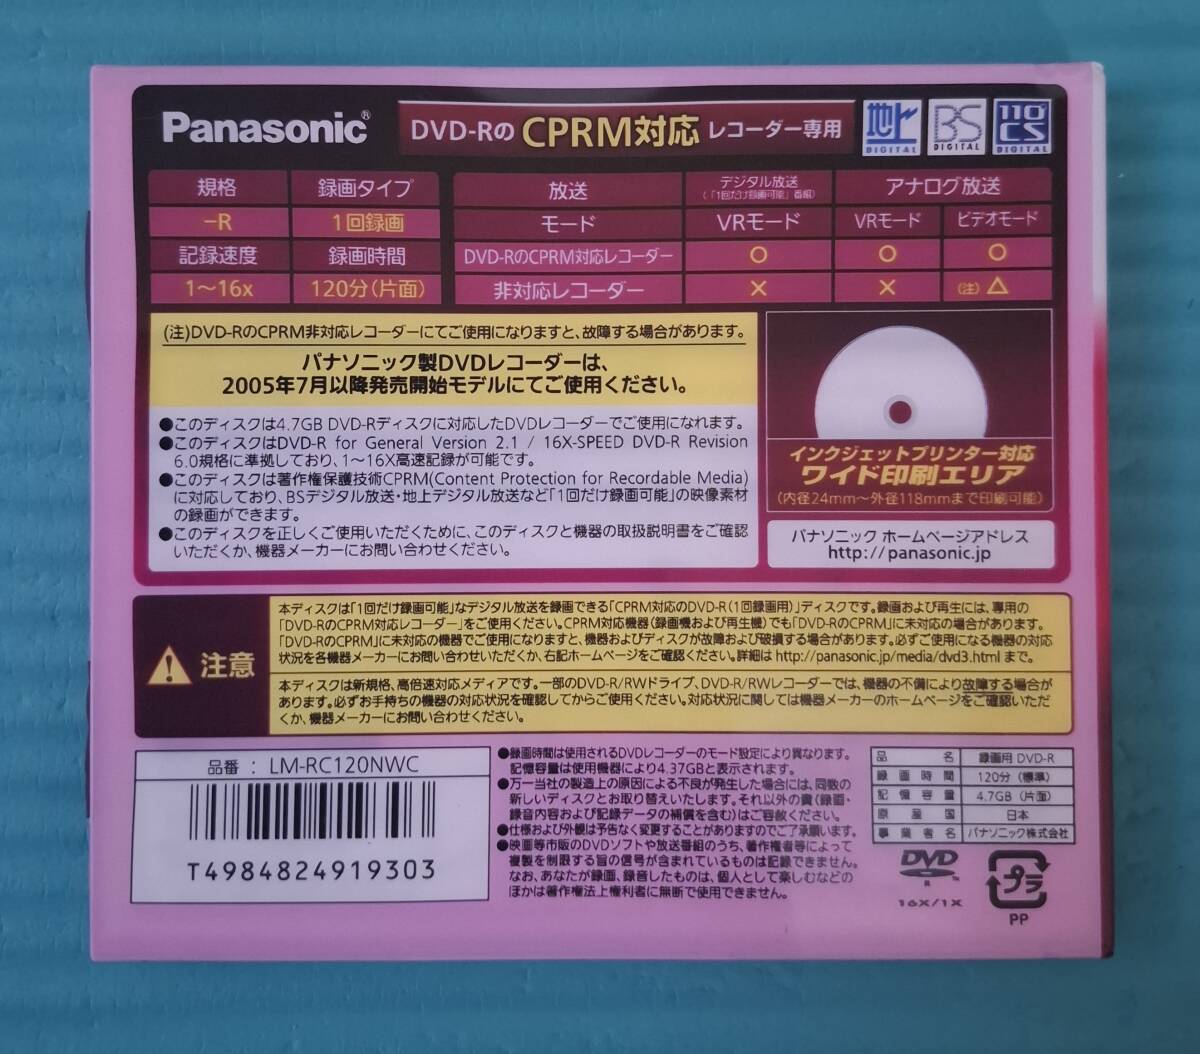 Panasonic®
DVD-Rの CPRM対応 レコーダー専用
地上 DIGITAL
BS DIGITAL
110°CS DIGITAL
規格 録画タイプ
−R 1回録画
記録速度 録画時間
1〜16x 120分(片面)
放送 デジタル放送(「1回だけ録画可能」番組) アナログ放送
モード VRモード VRモード ビデオモード
DVD-RのCPRM対応レコーダー ○ ○ ○
非対応レコーダー × × (注)△
(注)DVD-RのCPRM非対応レコーダーにてご使用になりますと、故障する場合があります。
パナソニック製DVDレコーダーは、
2005年7月以降発売開始モデルにてご使用ください。
●このディスクは4.7GB DVD-Rディスクに対応したDVDレコーダーでご使用になれます。
●このディスクはDVD-R for General Version 2.1 / 16X-SPEED DVD-R Revision
6.0規格に準拠しており、1〜16X高速記録が可能です。
●このディスクは著作権保護技術CPRM(Content Protection for Recordable Media)
に対応しており、BSデジタル放送・地上デジタル放送など「1回だけ録画可能」の映像素材
の録画ができます。
●このディスクを正しくご使用いただくために、このディスクと機器の取扱説明書をご確認
いただくか、機器メーカーにお問い合わせください。
インクジェットプリンター対応
ワイド印刷エリア
(内径24mm〜外径118mmまで印刷可能)
パナソニック ホームページアドレス
http://panasonic.jp
注意
本ディスクは「1回だけ録画可能」なデジタル放送を録画できる「CPRM対応のDVD-R(1回録画用)」ディスクです。録画および再生には、専用の
「DVD-RのCPRM対応レコーダー」をご使用ください。CPRM対応機器(録画機および再生機)でも「DVD-RのCPRM」に未対応の場合があります。
「DVD-RのCPRM」に未対応の機器でご使用になりますと、機器およびディスクが故障および破損する場合があります。必ずご使用になる機器の対応
状況を各機器メーカーにお問い合わせいただくか、右記ホームページをご確認ください。詳細は http://panasonic.jp/media/dvd3.html まで。
本ディスクは新規格、高倍速対応メディアです。一部のDVD-R/RWドライブ、DVD-R/RWレコーダーでは、機器の不備により故障する場合が
あります。必ずお手持ちの機器の対応状況を確認してからご使用ください。対応状況に関しては機器メーカーのホームページをご確認いただ
くか、機器メーカーにお問い合わせください。
品番 : LM-RC120NWC
T4984824919303
●録画時間は使用されるDVDレコーダーのモード設定により異なります。
記憶容量は使用機器により4.37GBと表示されます。
●万一当社の製造上の原因による不良が発生した場合には、同数の
新しいディスクとお取り替えいたします。それ以外の責(録画・
録音内容および記録データの補償を含む)はご容赦ください。
●仕様および外観は予告なく変更することがありますのでご了承願います。
●映画等市販のDVDソフトや放送番組のうち、著作権者等によって
複製を制限する旨の信号が含まれているものは記録できません。
なお、あなたが録画、録音したものは、個人として楽しむなどの
ほかは著作権法上権利者に無断で使用できません。
品名 録画用 DVD-R
録画時間 120分 (標準)
記憶容量 4.7GB (片面)
原産国 日本
事業者名 パナソニック株式会社
DVD
R
16X/1X
プラ
PP